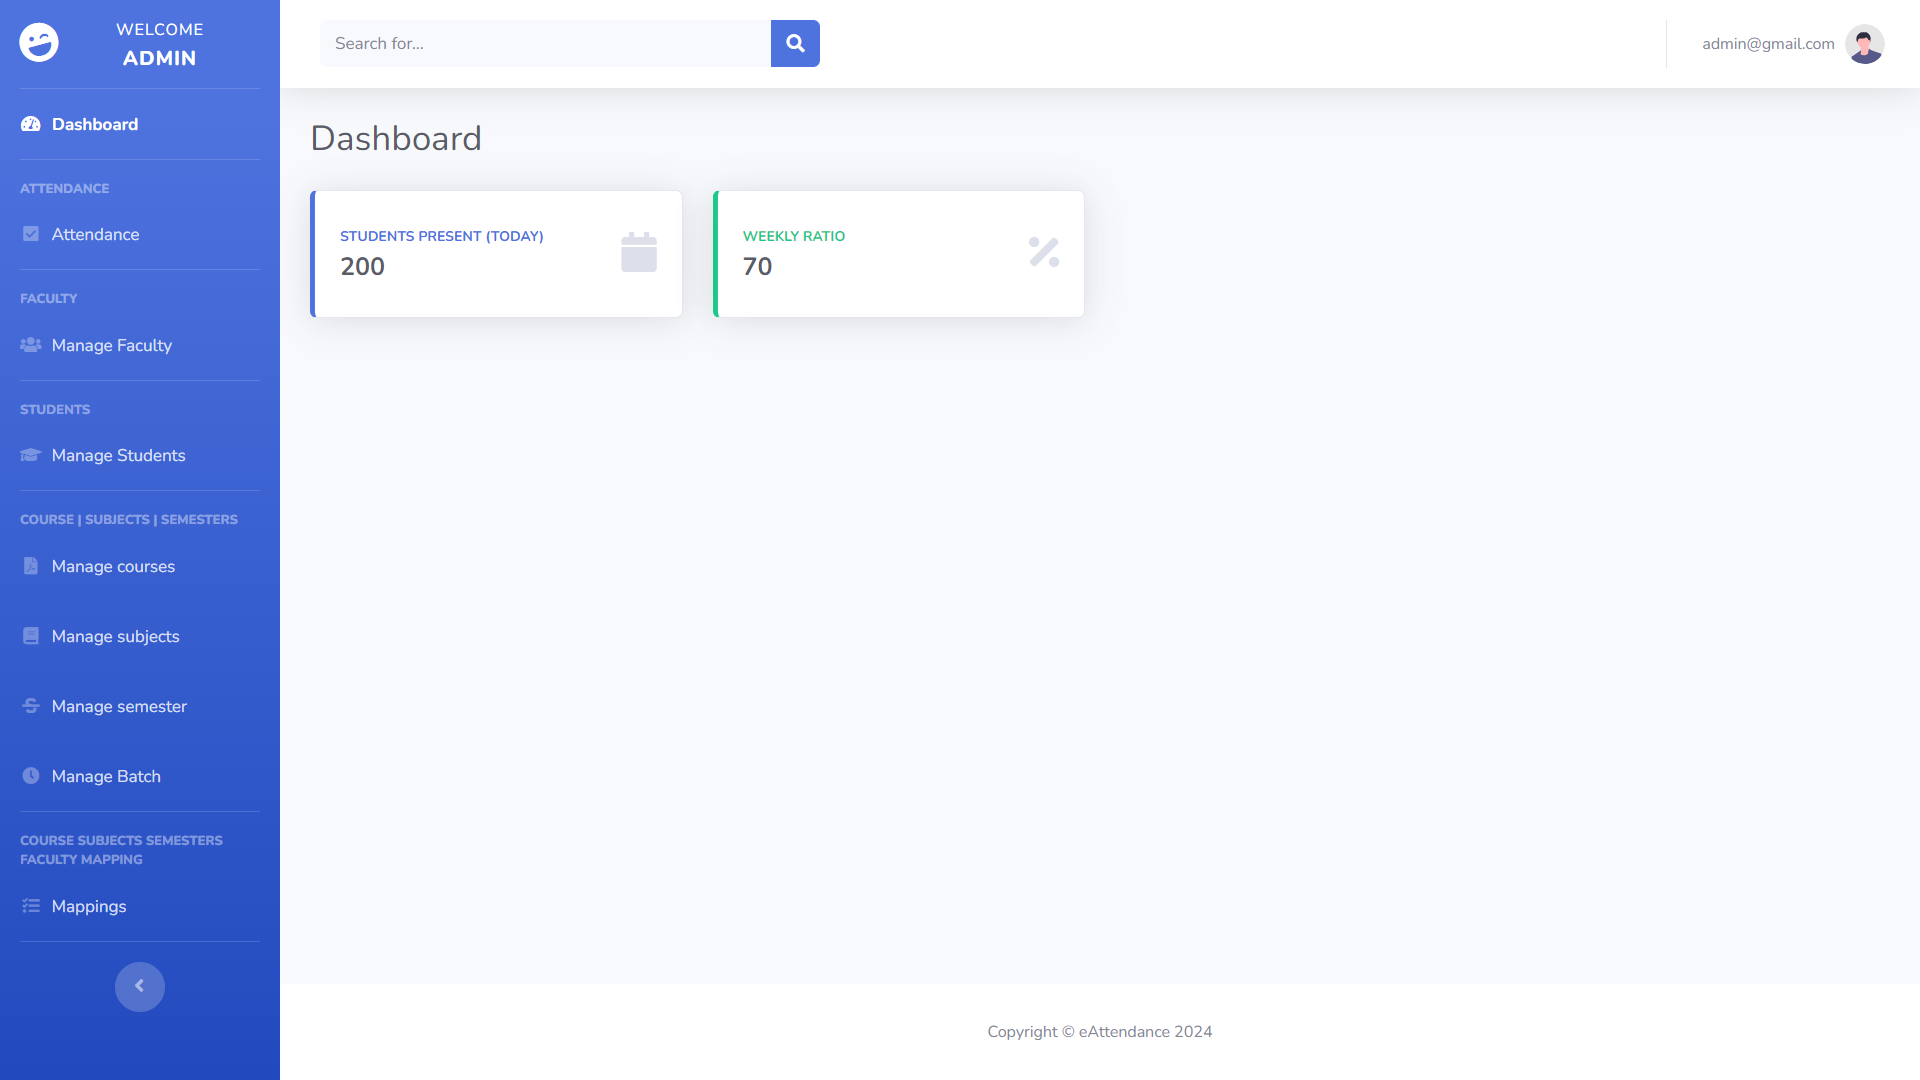 WELCOME
ADMIN
Dashboard
ATTENDANCE
Attendance
FACULTY
Manage Faculty
STUDENTS
Manage Students
COURSE | SUBJECTS | SEMESTERS
Manage courses
Manage subjects
Manage semester
Manage Batch
COURSE SUBJECTS SEMESTERS
FACULTY MAPPING
Mappings
Search for...
admin@gmail.com
Dashboard
STUDENTS PRESENT (TODAY)
200
WEEKLY RATIO
70
Copyright © eAttendance 2024